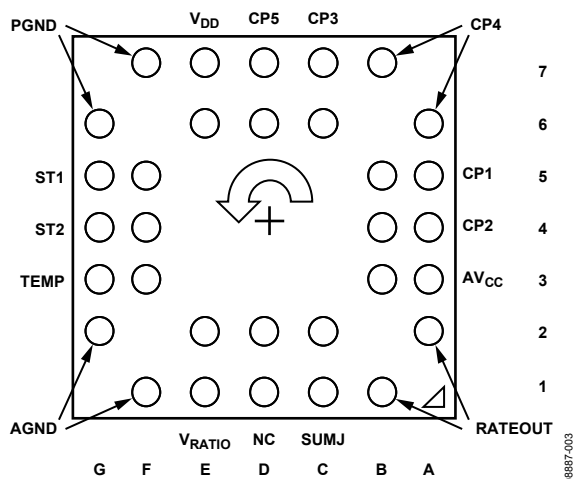 PGND VDD CP5 CP3 CP4
7
6
ST1 CP1 5
ST2 CP2 4
TEMP AVCC 3
2
1
AGND VRATIO NC SUMJ RATEOUT
G F E D C B A
08887-003